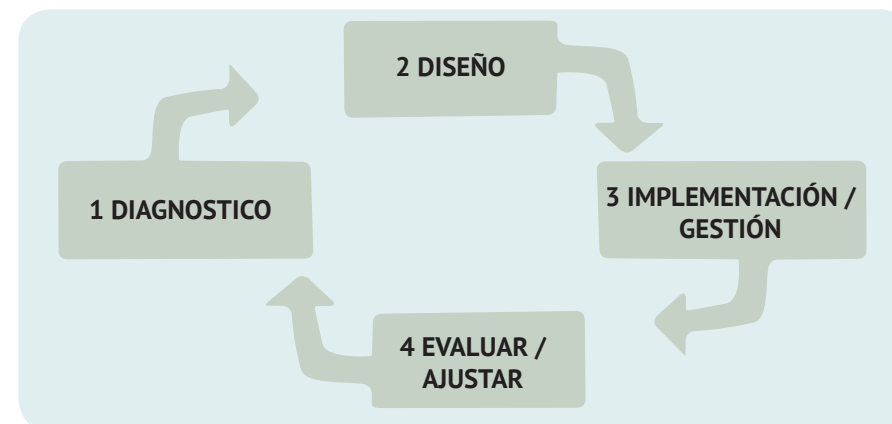 2 DISEÑO
1 DIAGNOSTICO
3 IMPLEMENTACIÓN /
GESTIÓN
4 EVALUAR /
AJUSTAR